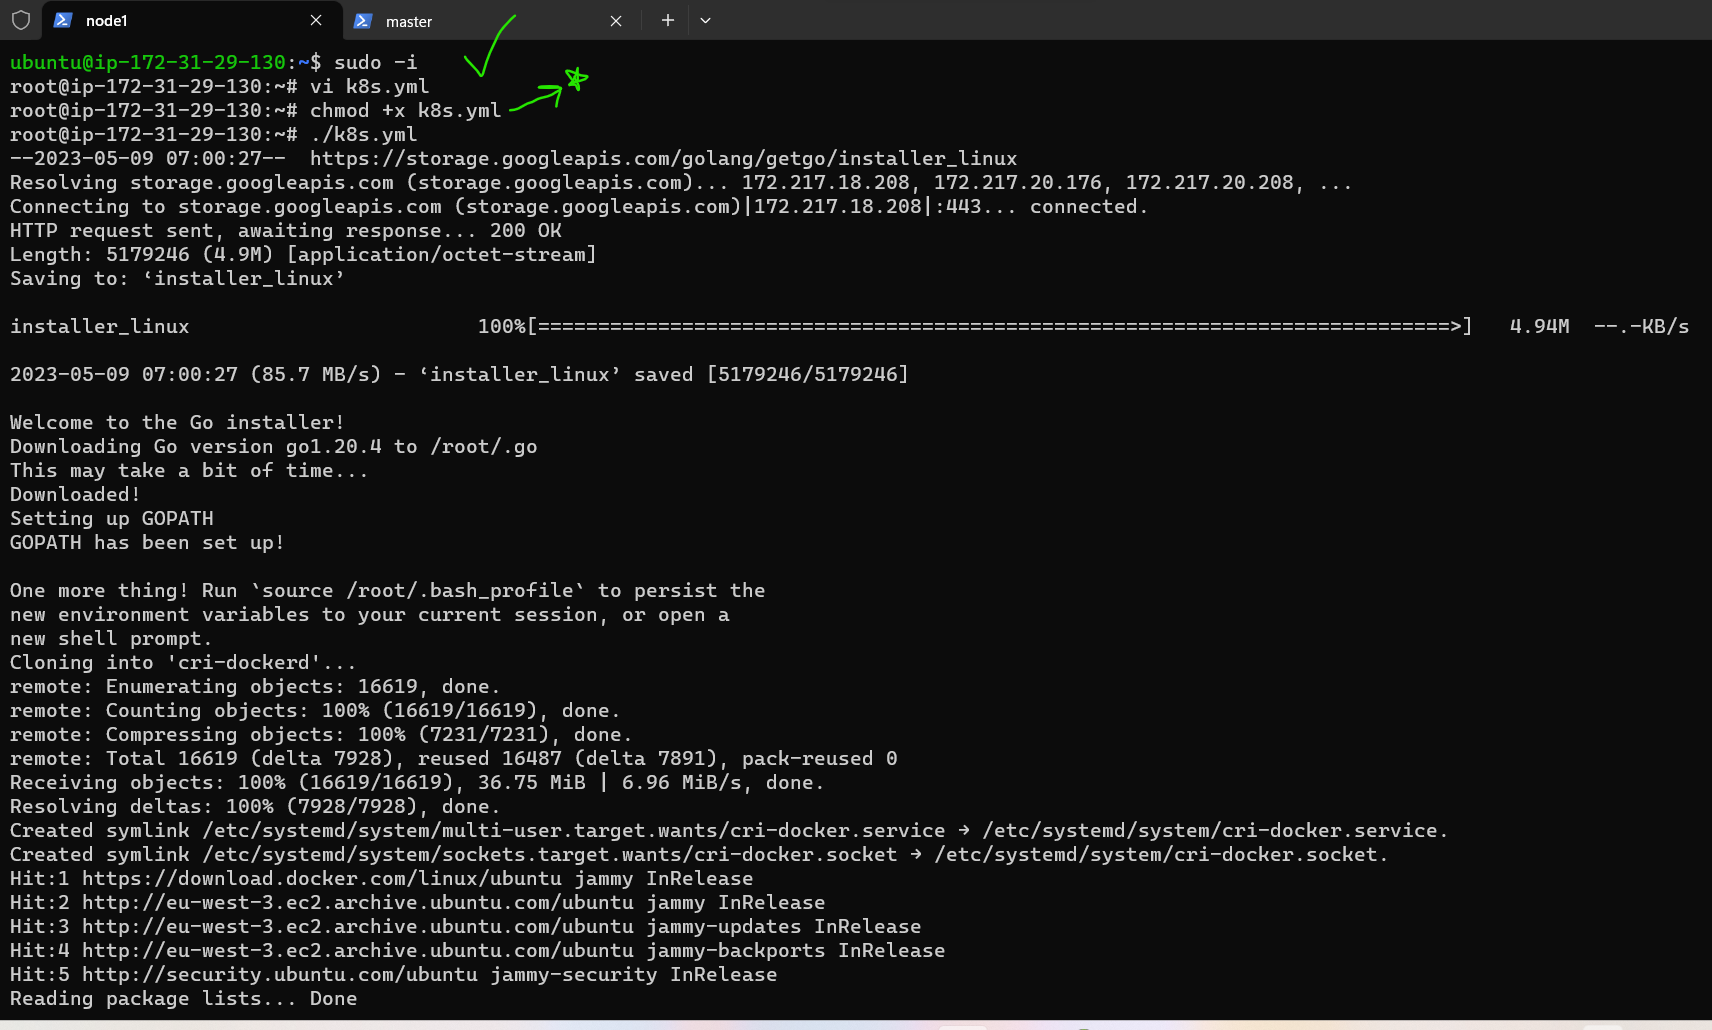 node1
master
ubuntu@ip-172-31-29-130:~$ sudo -i
root@ip-172-31-29-130:~# vi k8s.yml
root@ip-172-31-29-130:~# chmod +x k8s.yml
root@ip-172-31-29-130:~# ./k8s.yml
--2023-05-09 07:00:27--  https://storage.googleapis.com/golang/getgo/installer_linux
Resolving storage.googleapis.com (storage.googleapis.com)... 172.217.18.208, 172.217.20.176, 172.217.20.208, ...
Connecting to storage.googleapis.com (storage.googleapis.com)|172.217.18.208|:443... connected.
HTTP request sent, awaiting response... 200 OK
Length: 5179246 (4.9M) [application/octet-stream]
Saving to: ‘installer_linux’
installer_linux 100%[============================================================================>] 4.94M --.-KB/s
2023-05-09 07:00:27 (85.7 MB/s) - ‘installer_linux’ saved [5179246/5179246]
Welcome to the Go installer!
Downloading Go version go1.20.4 to /root/.go
This may take a bit of time...
Downloaded!
Setting up GOPATH
GOPATH has been set up!
One more thing! Run `source /root/.bash_profile` to persist the
new environment variables to your current session, or open a
new shell prompt.
Cloning into 'cri-dockerd'...
remote: Enumerating objects: 16619, done.
remote: Counting objects: 100% (16619/16619), done.
remote: Compressing objects: 100% (7231/7231), done.
remote: Total 16619 (delta 7928), reused 16487 (delta 7891), pack-reused 0
Receiving objects: 100% (16619/16619), 36.75 MiB | 6.96 MiB/s, done.
Resolving deltas: 100% (7928/7928), done.
Created symlink /etc/systemd/system/multi-user.target.wants/cri-docker.service → /etc/systemd/system/cri-docker.service.
Created symlink /etc/systemd/system/sockets.target.wants/cri-docker.socket → /etc/systemd/system/cri-docker.socket.
Hit:1 https://download.docker.com/linux/ubuntu jammy InRelease
Hit:2 http://eu-west-3.ec2.archive.ubuntu.com/ubuntu jammy InRelease
Hit:3 http://eu-west-3.ec2.archive.ubuntu.com/ubuntu jammy-updates InRelease
Hit:4 http://eu-west-3.ec2.archive.ubuntu.com/ubuntu jammy-backports InRelease
Hit:5 http://security.ubuntu.com/ubuntu jammy-security InRelease
Reading package lists... Done